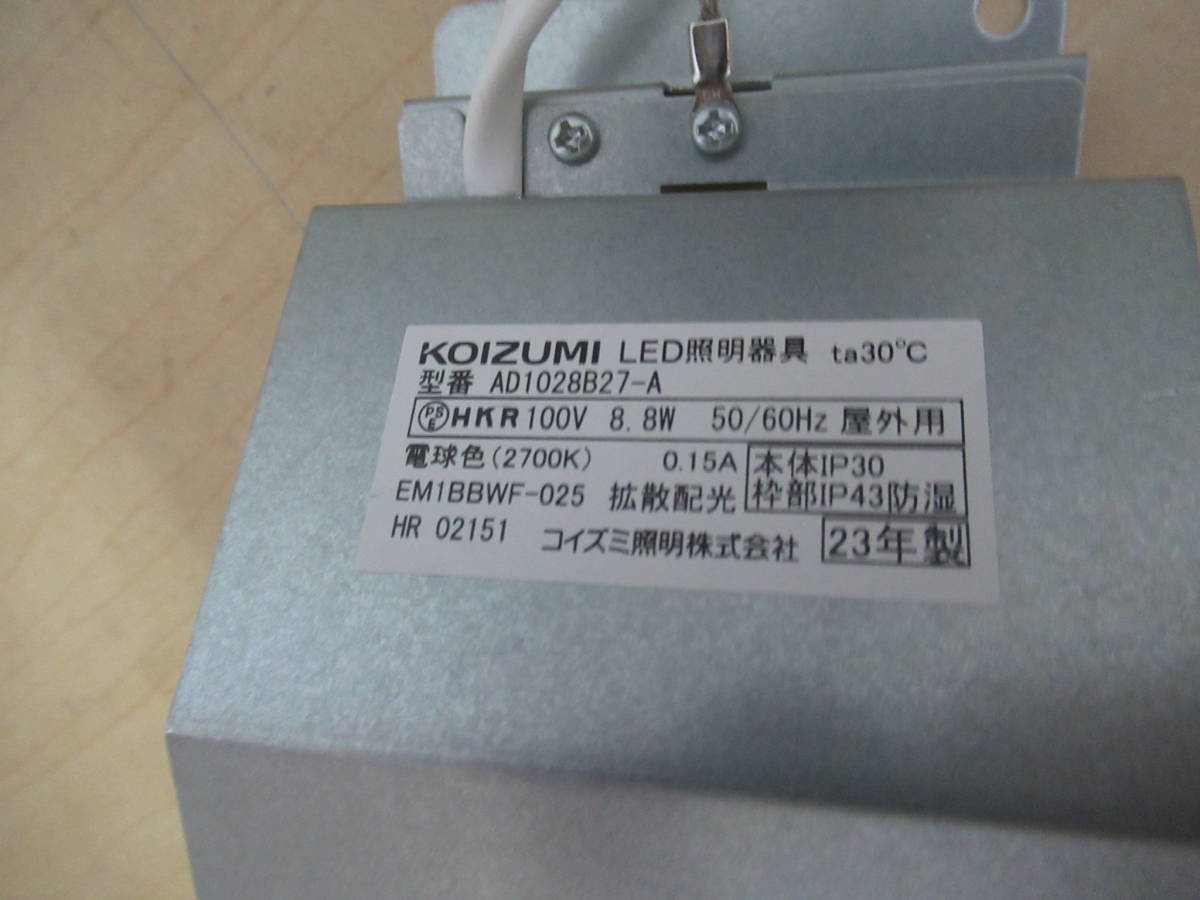 KOIZUMI LED照明器具 ta30℃
型番 AD1028B27-A
PSE HKR 100V 8.8W 50/60Hz 屋外用
電球色(2700K) 0.15A 本体IP30
EM1BBWF-025 拡散配光 枠部IP43防湿
HR 02151 コイズミ照明株式会社 23年製